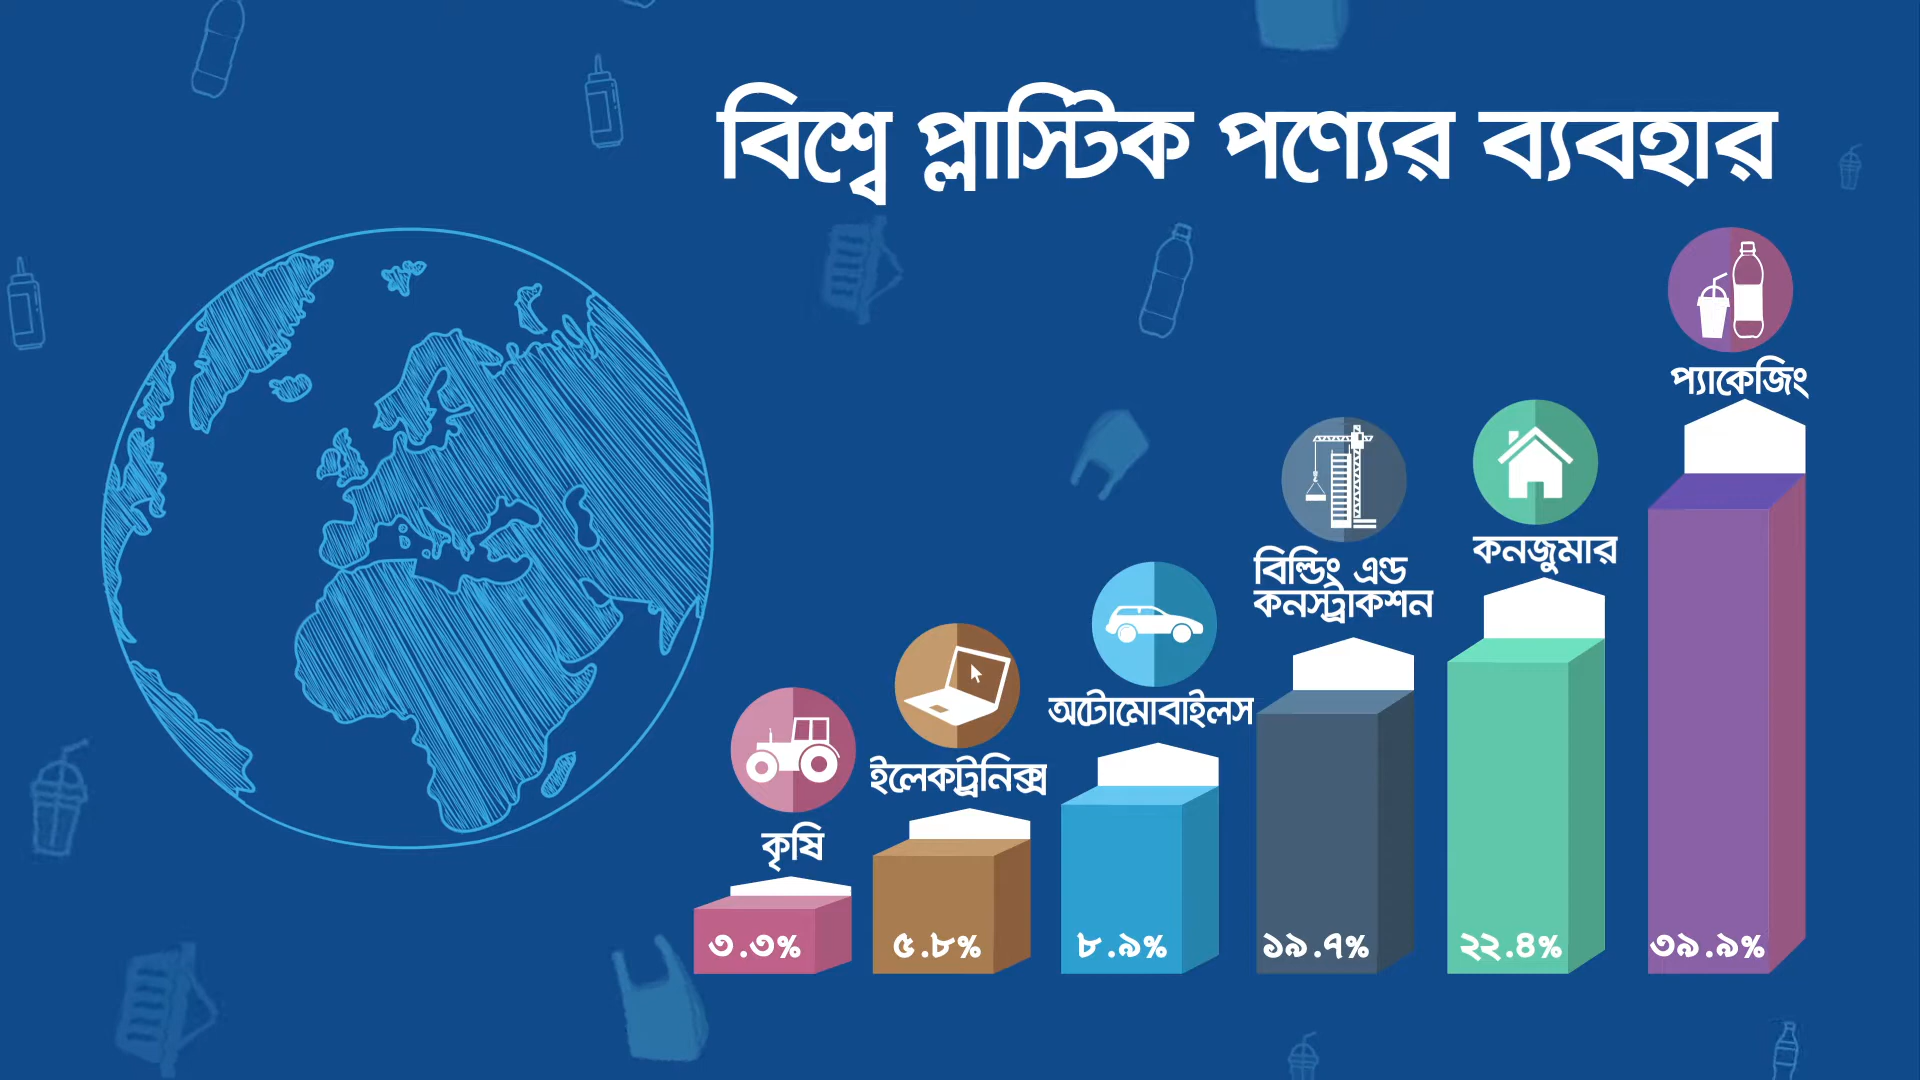 বিশ্বে প্লাস্টিক পণ্যের ব্যবহার
প্যাকেজিং
কনজুমার
বিল্ডিং এণ্ড
কনস্ট্রাকশন
অটোমোবাইলস
ইলেকট্রনিক্স
কৃষি
৩.৩%
৫.৮%
৮.৯%
১৯.৭%
২২.৪%
৩৯.৯%